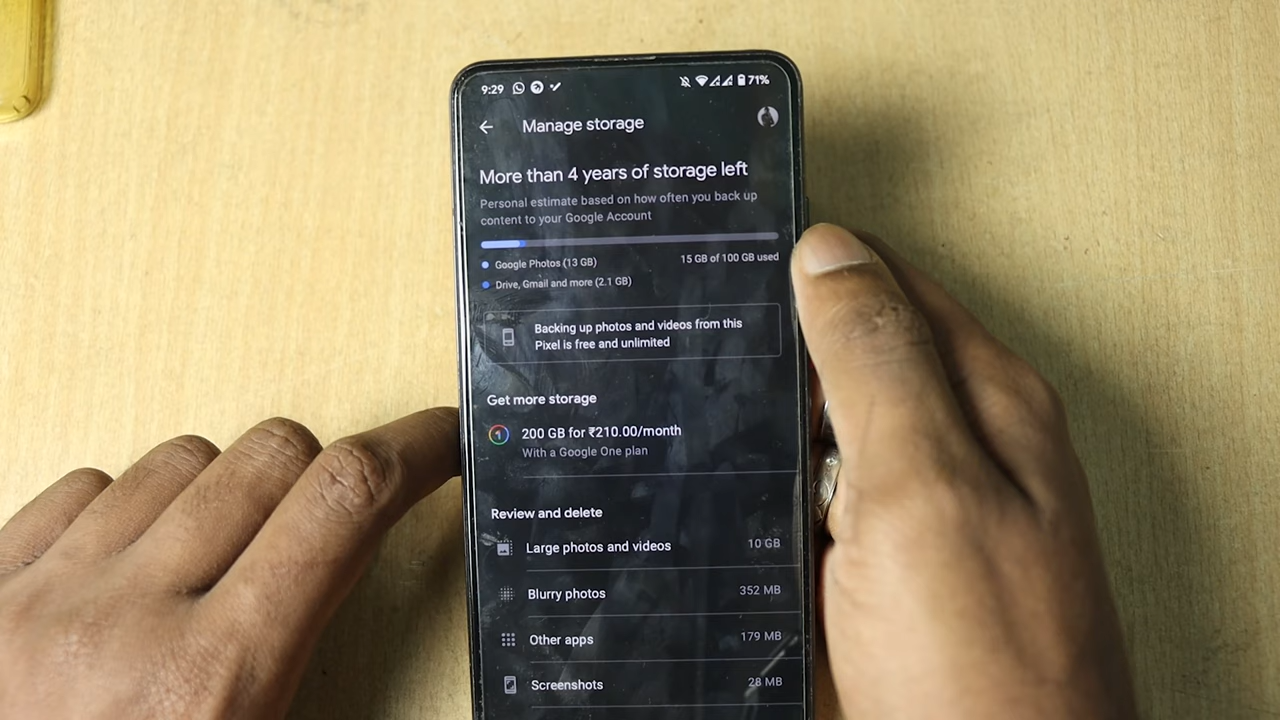 9:29 71%
Manage storage
More than 4 years of storage left
Personal estimate based on how often you back up
content to your Google Account
Google Photos (13 GB) 15 GB of 100 GB used
Drive, Gmail and more (2.1 GB)
Backing up photos and videos from this
Pixel is free and unlimited
Get more storage
1 200 GB for ₹210.00/month
With a Google One plan
Review and delete
Large photos and videos 10 GB
Blurry photos 352 MB
Other apps 179 MB
Screenshots 28 MB